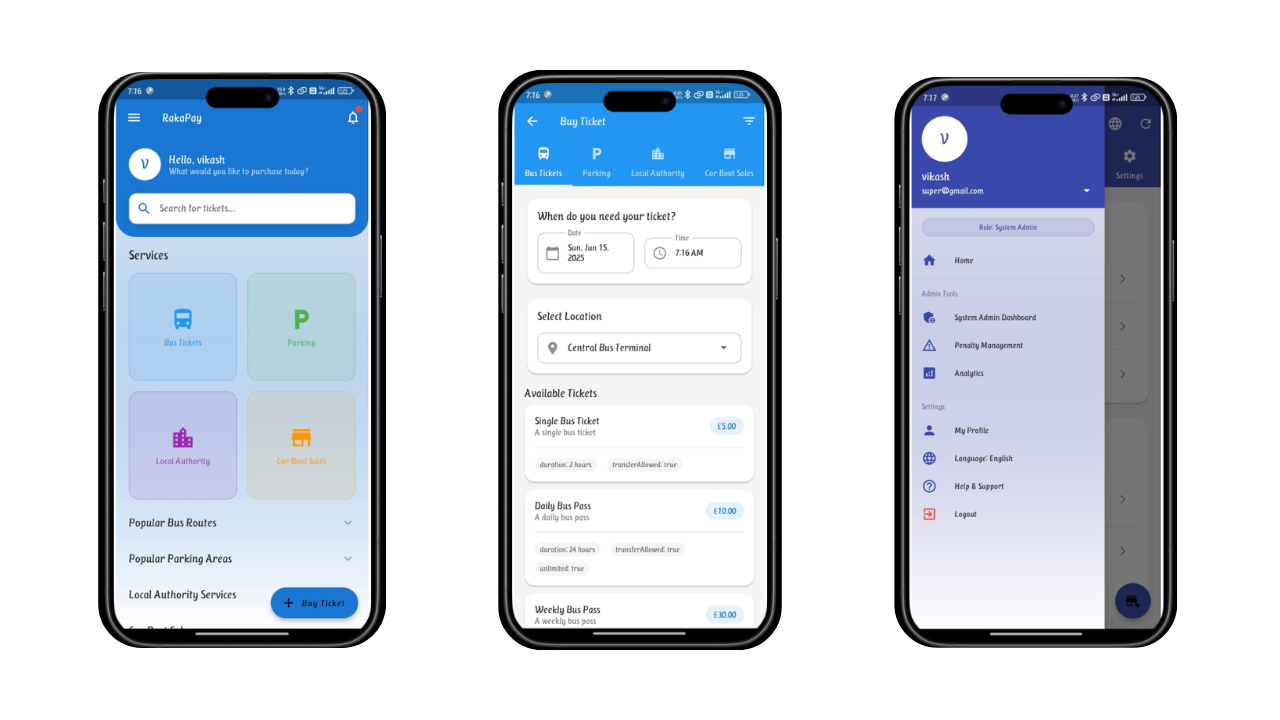 7:16
RakaPay
V
Hello, vikash
What would you like to purchase today?
Search for tickets...
Services
Bus Tickets
P
Parking
Local Authority
Car Boot Sales
Popular Bus Routes
Popular Parking Areas
Local Authority Services
+ Buy Ticket
7:16
Buy Ticket
Bus Tickets
P
Parking
Local Authority
Car Boot Sales
When do you need your ticket?
Date
Sun, Jun 15,
2025
Time
7:16 AM
Select Location
Central Bus Terminal
Available Tickets
Single Bus Ticket
A single bus ticket
£5.00
duration: 2 hours
transferAllowed: true
Daily Bus Pass
A daily bus pass
£10.00
duration: 24 hours
transferAllowed: true
unlimited: true
Weekly Bus Pass
A weekly bus pass
£30.00
7:17
V
vikash
super@gmail.com
Settings
Role: System Admin
Home
Admin Tools
System Admin Dashboard
Penalty Management
Analytics
Settings
My Profile
Language: English
Help & Support
Logout